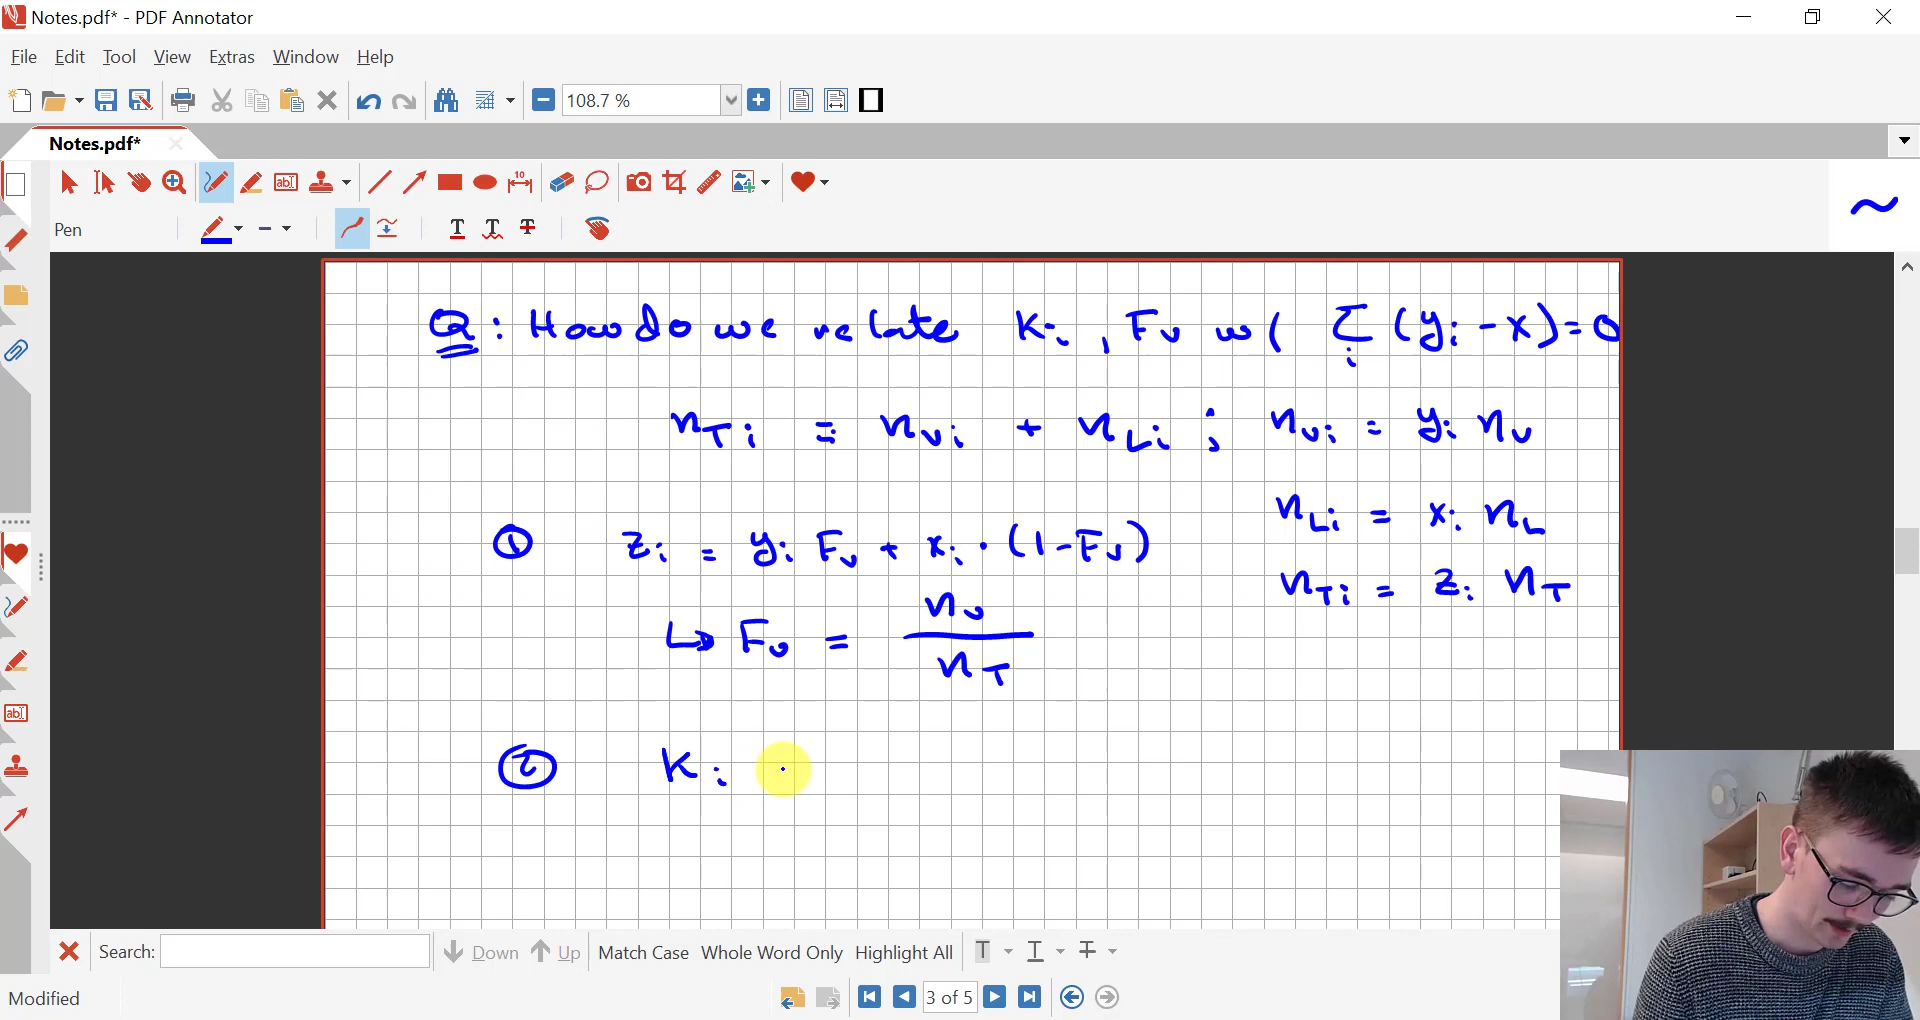 Notes.pdf* - PDF Annotator
File Edit Tool View Extras Window Help
108.7 %
Notes.pdf*
Pen
Q : How do we relate Ki , Fv w/ Σi (yi - x) = 0
nTi = nvi + nLi ; nvi = yi nv
nLi = xi nL
① zi = yi Fv + xi · (1 - Fv)
nTi = zi nT
↳ Fv = nv / nT
② Ki
Search: Down Up Match Case Whole Word Only Highlight All
Modified 3 of 5